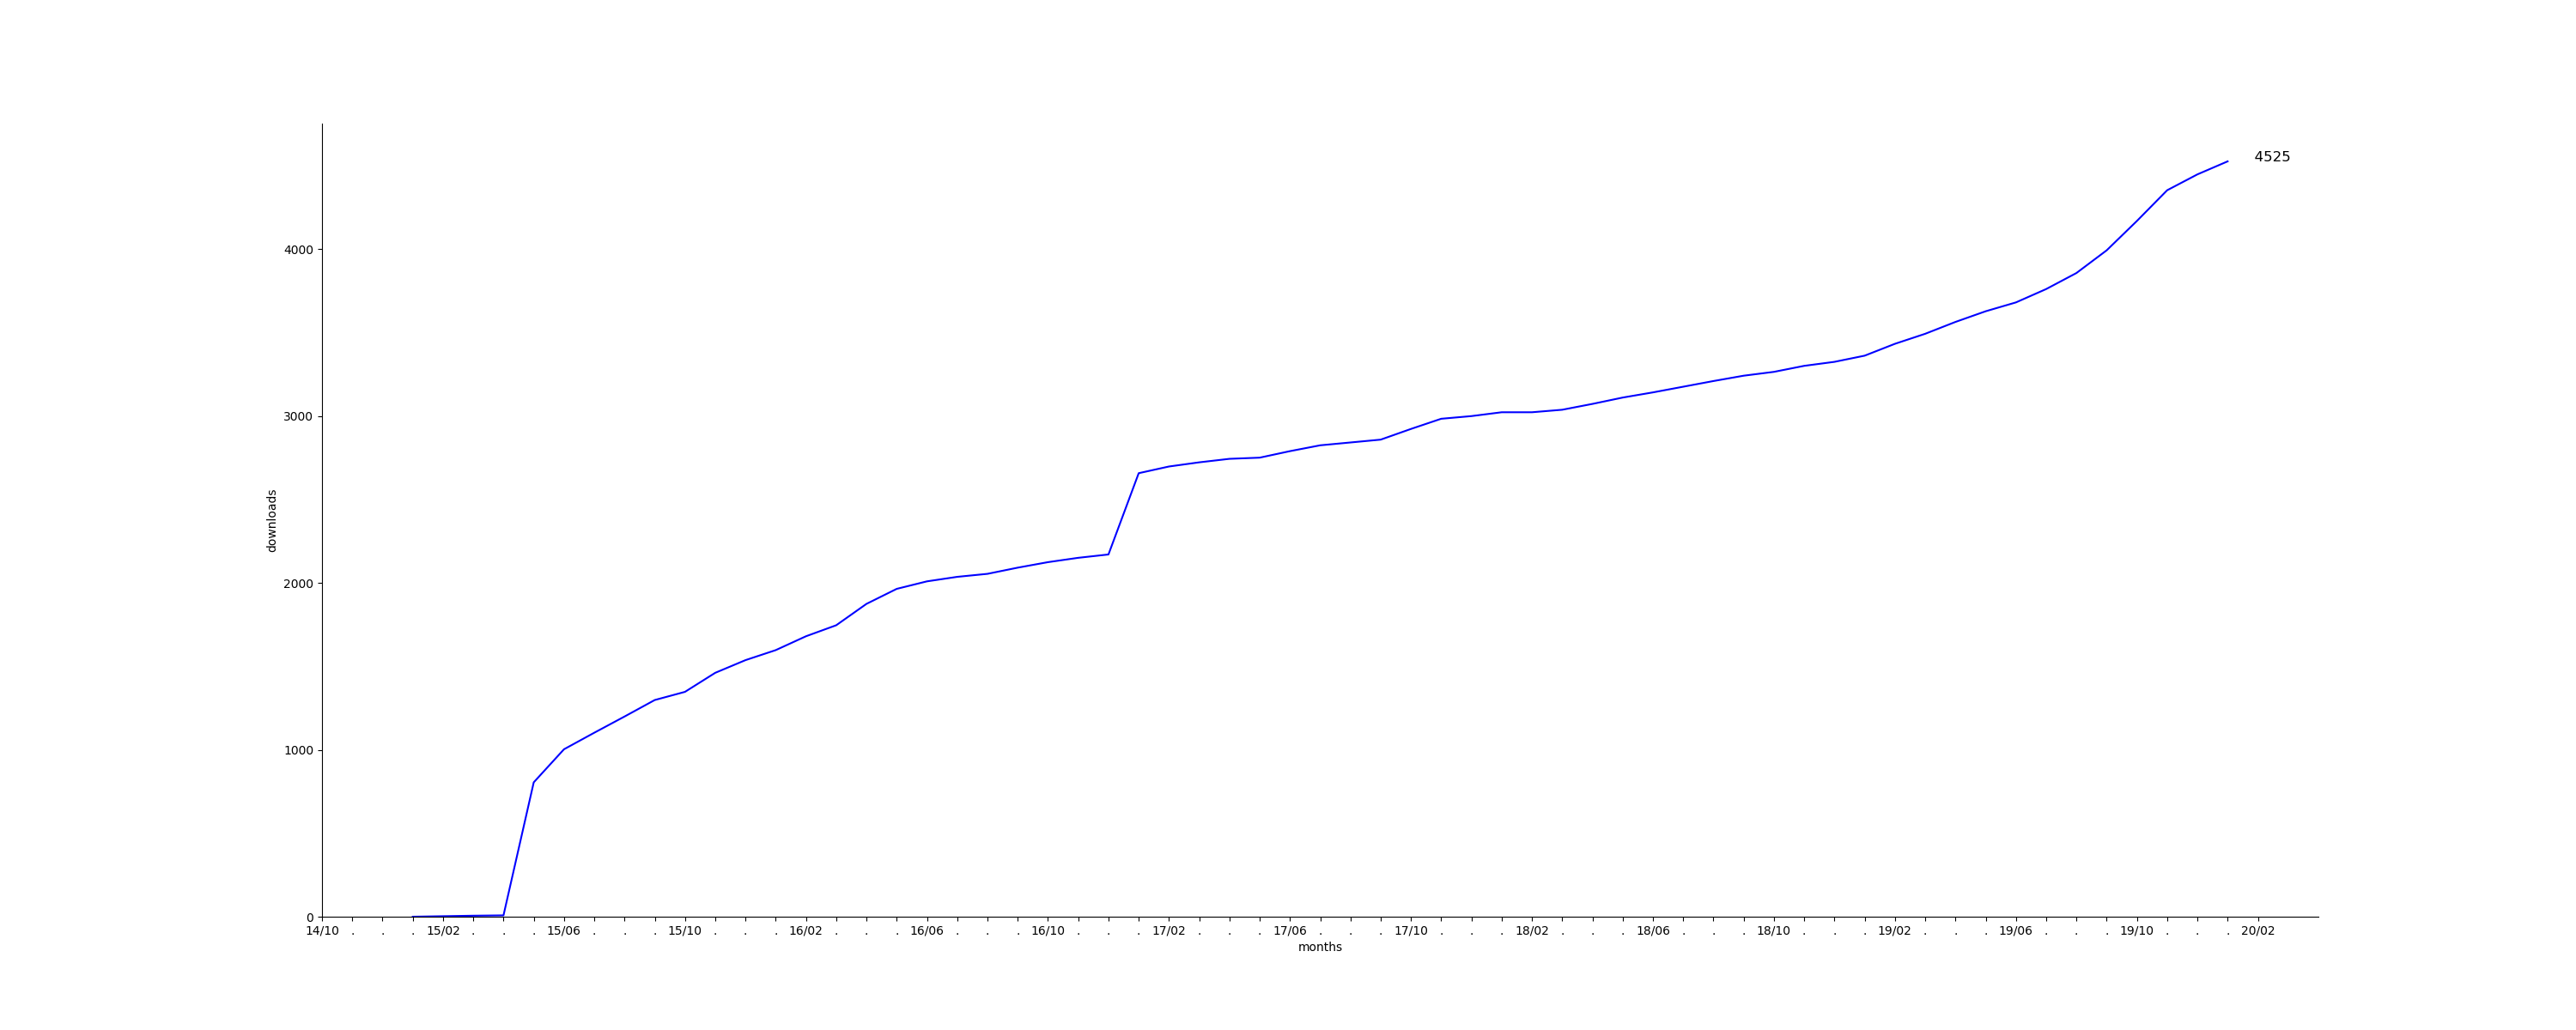 4525
4000
3000
2000
1000
0
downloads
14/10 . . . 15/02 . . . 15/06 . . . 15/10 . . . 16/02 . . . 16/06 . . . 16/10 . . . 17/02 . . . 17/06 . . . 17/10 . . . 18/02 . . . 18/06 . . . 18/10 . . . 19/02 . . . 19/06 . . . 19/10 . . . 20/02
months